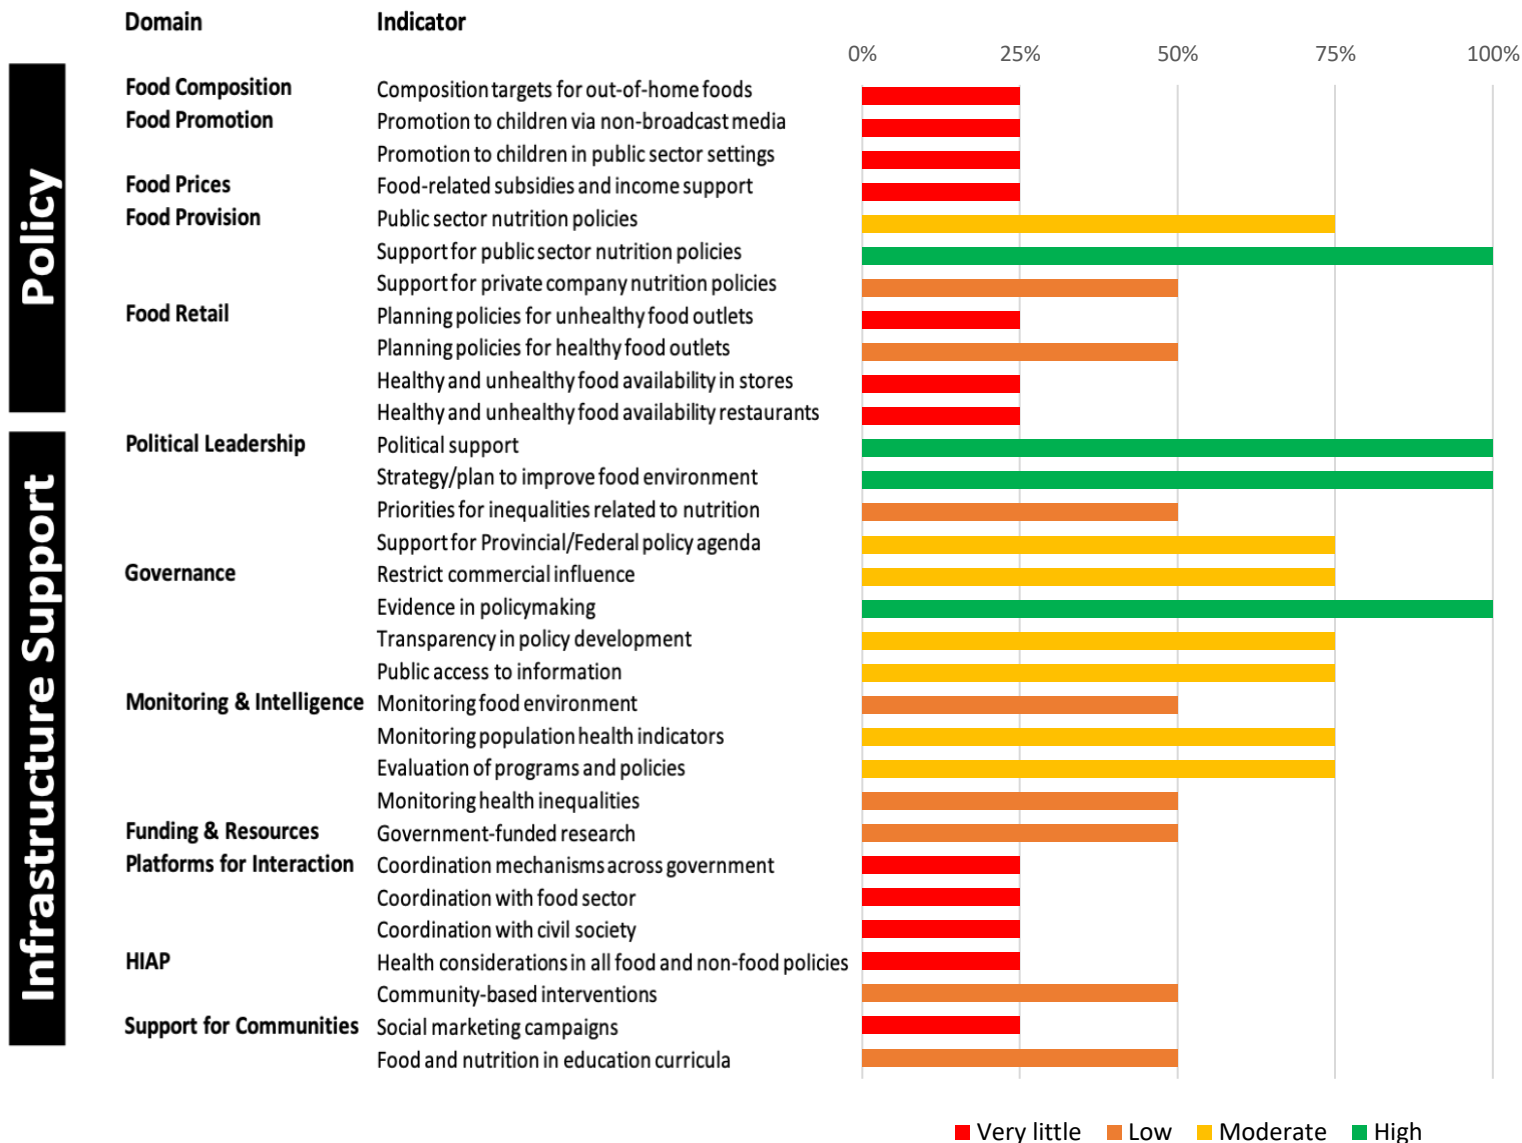 Domain Indicator
0% 25% 50% 75% 100%
Policy
Food Composition Composition targets for out-of-home foods
Food Promotion Promotion to children via non-broadcast media
Promotion to children in public sector settings
Food Prices Food-related subsidies and income support
Food Provision Public sector nutrition policies
Support for public sector nutrition policies
Support for private company nutrition policies
Food Retail Planning policies for unhealthy food outlets
Planning policies for healthy food outlets
Healthy and unhealthy food availability in stores
Healthy and unhealthy food availability restaurants
Infrastructure Support
Political Leadership Political support
Strategy/plan to improve food environment
Priorities for inequalities related to nutrition
Support for Provincial/Federal policy agenda
Governance Restrict commercial influence
Evidence in policymaking
Transparency in policy development
Public access to information
Monitoring & Intelligence Monitoring food environment
Monitoring population health indicators
Evaluation of programs and policies
Monitoring health inequalities
Funding & Resources Government-funded research
Platforms for Interaction Coordination mechanisms across government
Coordination with food sector
Coordination with civil society
HIAP Health considerations in all food and non-food policies
Community-based interventions
Support for Communities Social marketing campaigns
Food and nutrition in education curricula
Very little Low Moderate High